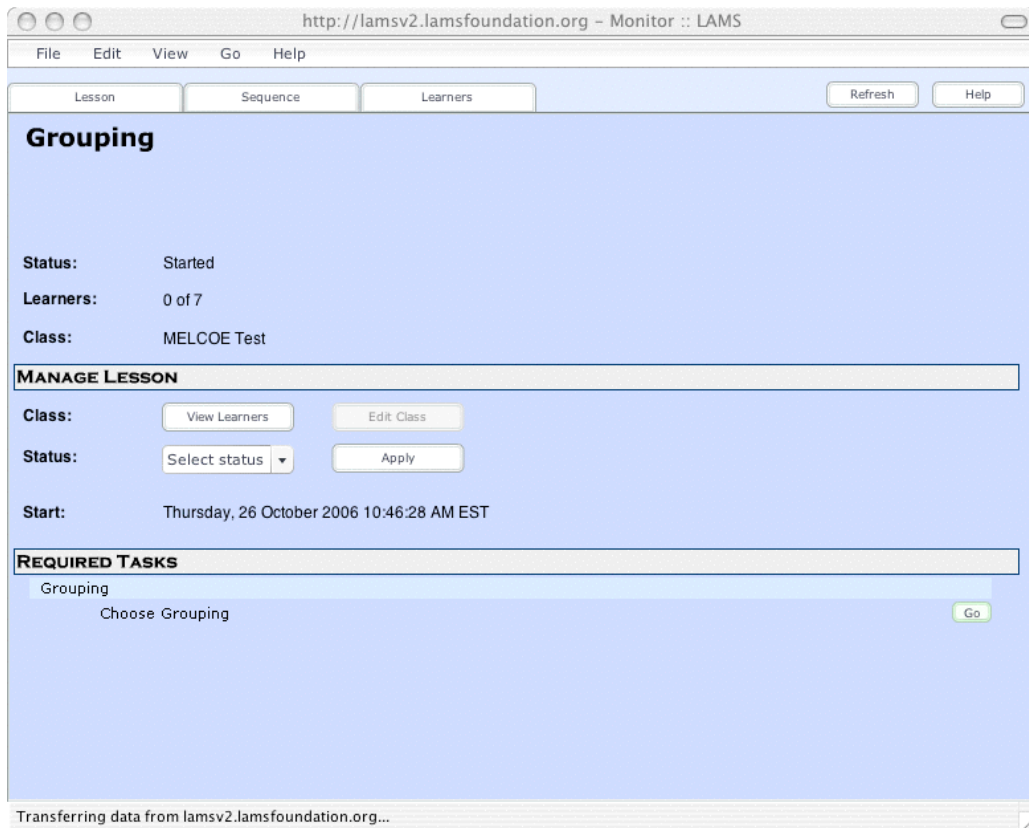 http://lamsv2.lamsfoundation.org – Monitor :: LAMS
File Edit View Go Help
Lesson Sequence Learners Refresh Help
Grouping
Status: Started
Learners: 0 of 7
Class: MELCOE Test
MANAGE LESSON
Class: View Learners Edit Class
Status: Select status Apply
Start: Thursday, 26 October 2006 10:46:28 AM EST
REQUIRED TASKS
Grouping
Choose Grouping Go
Transferring data from lamsv2.lamsfoundation.org...